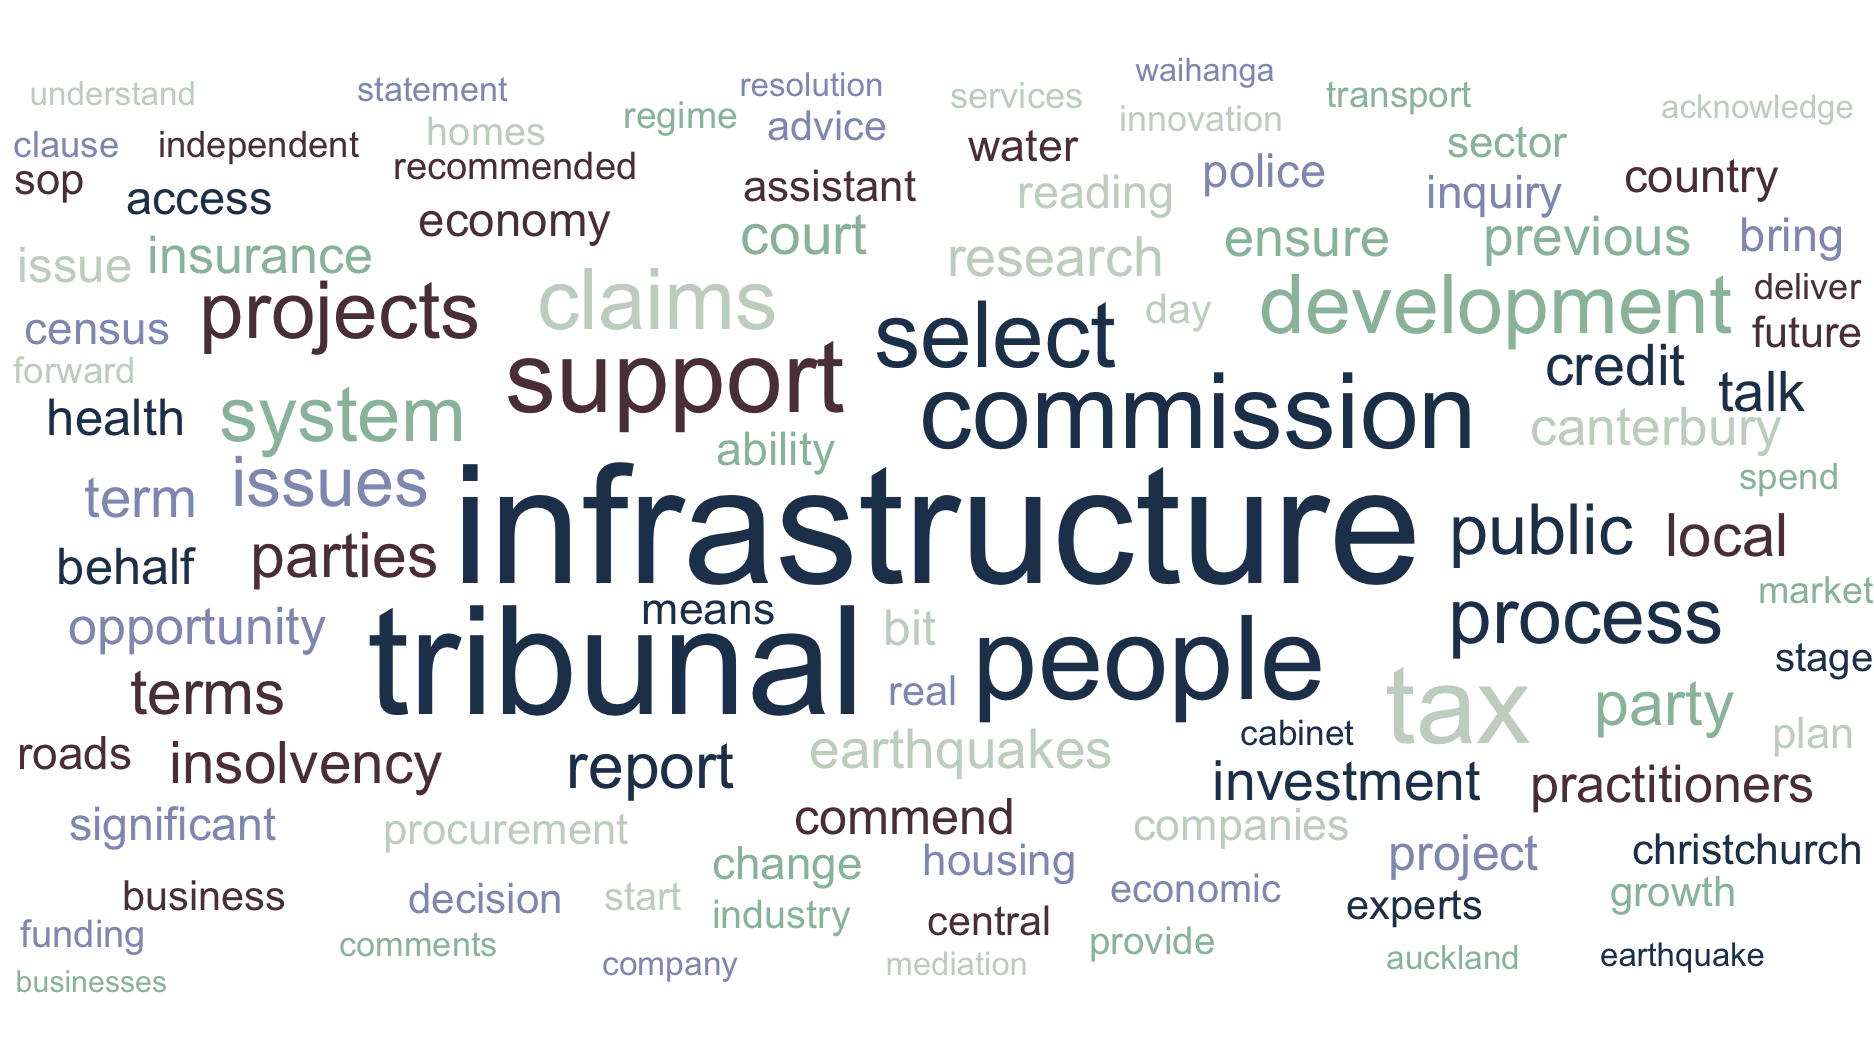 waihanga
understand
statement
resolution
services
transport
acknowledge
regime
advice
innovation
clause
independent
homes
recommended
water
sector
sop
access
assistant
reading
police
inquiry
country
economy
court
ensure
previous
bring
issue
insurance
research
projects
claims
day
development
deliver
census
select
future
forward
support
credit
talk
health
system
commission
canterbury
ability
term
issues
spend
infrastructure
public
local
behalf
parties
market
means
opportunity
tribunal
bit
people
process
stage
terms
real
tax
party
roads
insolvency
report
earthquakes
cabinet
plan
investment
practitioners
significant
procurement
commend
companies
change
housing
project
christchurch
business
decision
start
industry
economic
growth
funding
comments
central
experts
provide
company
mediation
auckland
earthquake
businesses